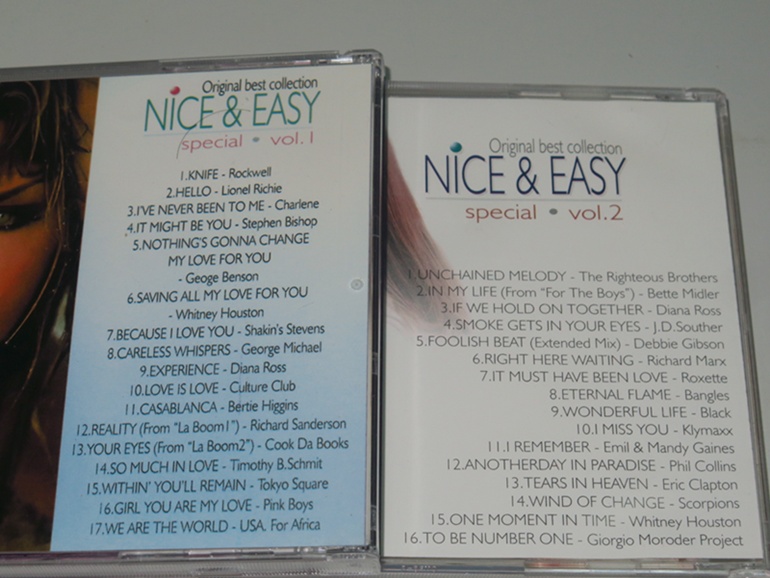 Original best collection
NiCE & EASY
special • vol.1
1.KNIFE - Rockwell
2.HELLO - Lionel Richie
3.I'VE NEVER BEEN TO ME - Charlene
4.IT MIGHT BE YOU - Stephen Bishop
5.NOTHING'S GONNA CHANGE
MY LOVE FOR YOU
- Geoge Benson
6.SAVING ALL MY LOVE FOR YOU
- Whitney Houston
7.BECAUSE I LOVE YOU - Shakin's Stevens
8.CARELESS WHISPERS - George Michael
9.EXPERIENCE - Diana Ross
10.LOVE IS LOVE - Culture Club
11.CASABLANCA - Bertie Higgins
12.REALITY (From "La Boom1") - Richard Sanderson
13.YOUR EYES (From "La Boom2") - Cook Da Books
14.SO MUCH IN LOVE - Timothy B.Schmit
15.WITHIN' YOU'LL REMAIN - Tokyo Square
16.GIRL YOU ARE MY LOVE - Pink Boys
17.WE ARE THE WORLD - USA. For Africa
Original best collection
NiCE & EASY
special • vol.2
1.UNCHAINED MELODY - The Righteous Brothers
2.IN MY LIFE (From "For The Boys") - Bette Midler
3.IF WE HOLD ON TOGETHER - Diana Ross
4.SMOKE GETS IN YOUR EYES - J.D.Souther
5.FOOLISH BEAT (Extended Mix) - Debbie Gibson
6.RIGHT HERE WAITING - Richard Marx
7.IT MUST HAVE BEEN LOVE - Roxette
8.ETERNAL FLAME - Bangles
9.WONDERFUL LIFE - Black
10.I MISS YOU - Klymaxx
11.I REMEMBER - Emil & Mandy Gaines
12.ANOTHERDAY IN PARADISE - Phil Collins
13.TEARS IN HEAVEN - Eric Clapton
14.WIND OF CHANGE - Scorpions
15.ONE MOMENT IN TIME - Whitney Houston
16.TO BE NUMBER ONE - Giorgio Moroder Project